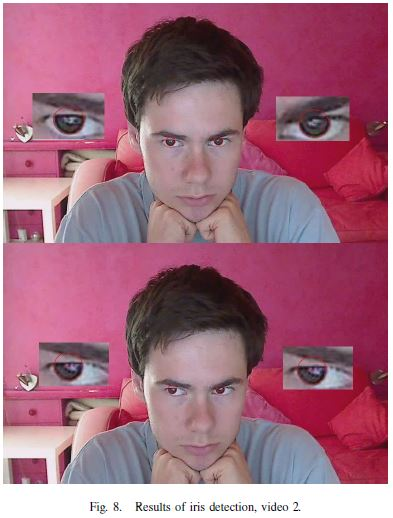 Fig. 8. Results of iris detection, video 2.